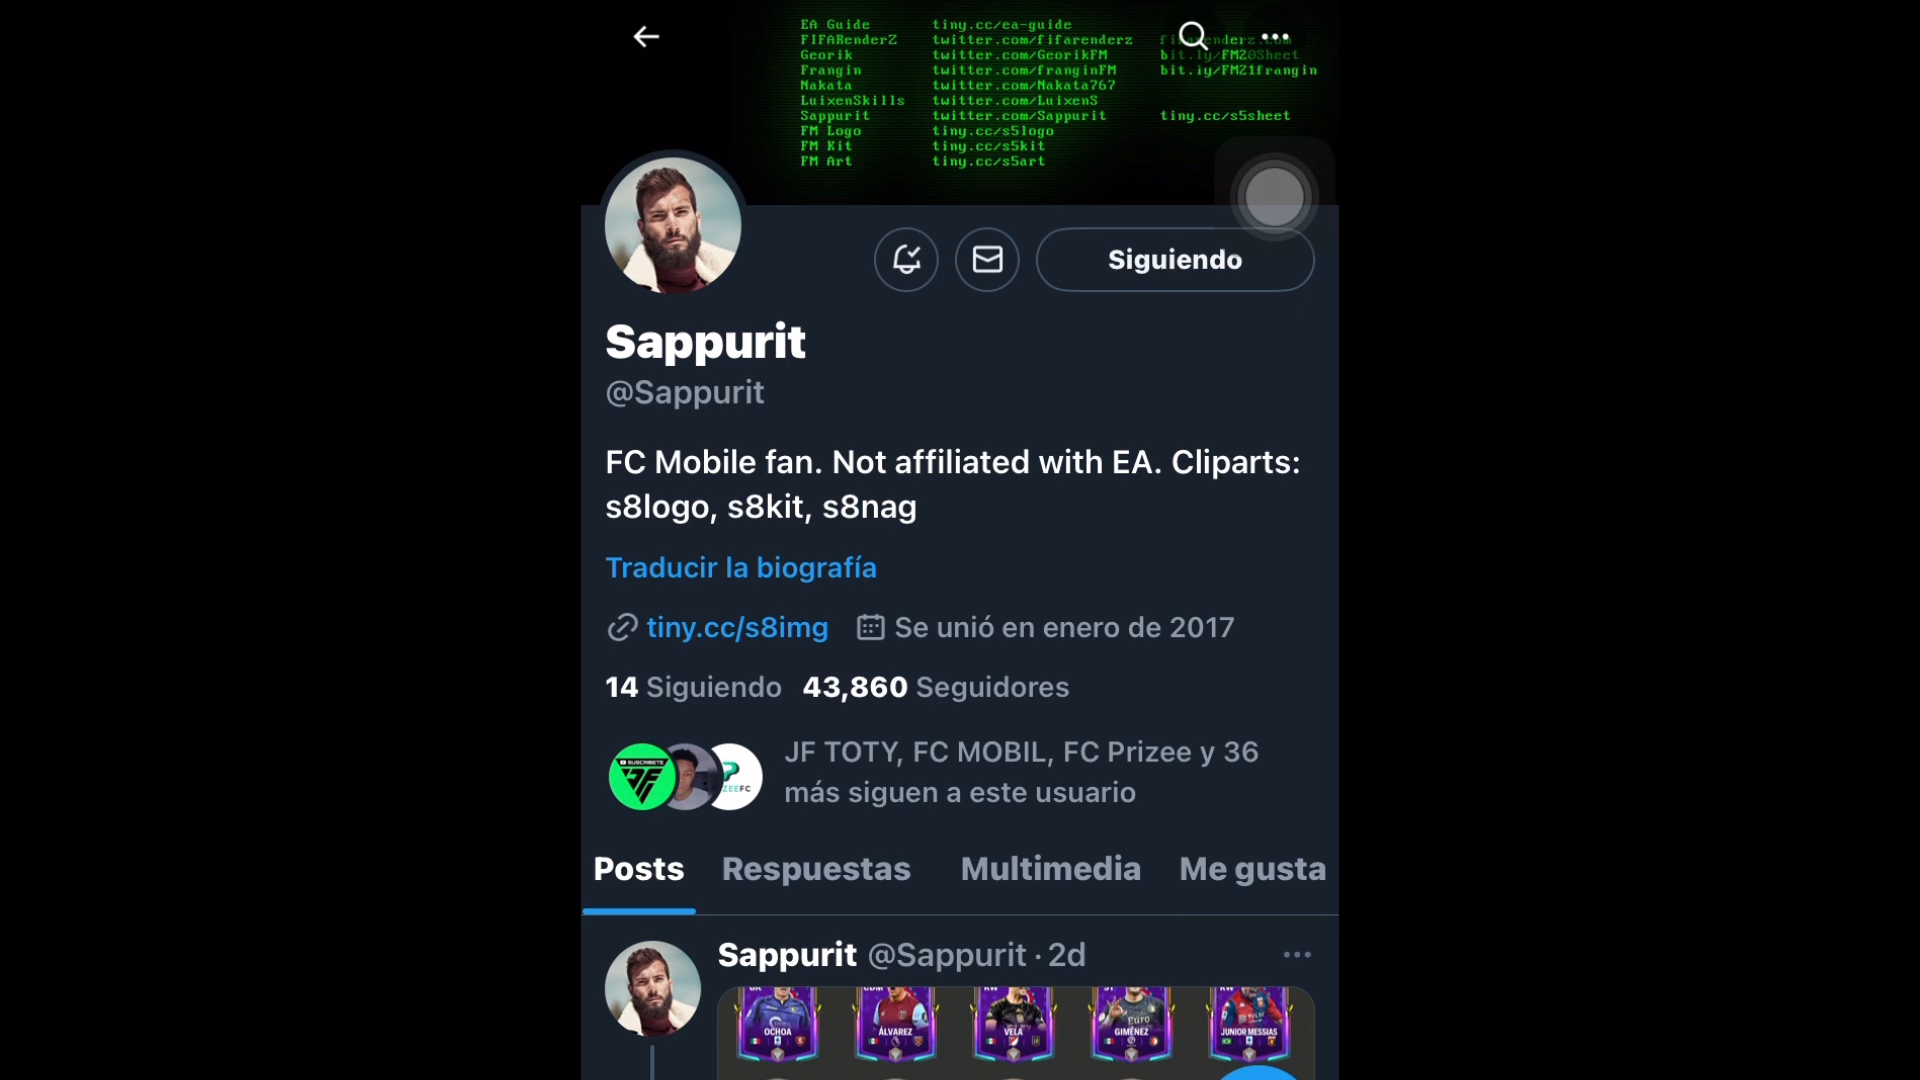 EA Guide tiny.cc/ea-guide
FIFARenderZ twitter.com/fifarenderz fifarenderz.com
Georik twitter.com/GeorikFM bit.ly/FM20Sheet
Frangin twitter.com/franginFM bit.ly/FM21frangin
Nakata twitter.com/Nakata767
LuixenSkills twitter.com/LuixenS
Sappurit twitter.com/Sappurit tiny.cc/s5sheet
FM Logo tiny.cc/s5logo
FM Kit tiny.cc/s5kit
FM Art tiny.cc/s5art
Siguiendo
Sappurit
@Sappurit
FC Mobile fan. Not affiliated with EA. Cliparts:
s8logo, s8kit, s8nag
Traducir la biografía
tiny.cc/s8img Se unió en enero de 2017
14 Siguiendo 43,860 Seguidores
SUSCRIBETE
ZEEFC
JF TOTY, FC MOBIL, FC Prizee y 36
más siguen a este usuario
Posts Respuestas Multimedia Me gusta
Sappurit @Sappurit · 2d
OCHOA ÁLVAREZ VELA GIMÉNEZ JUNIOR MESSIAS